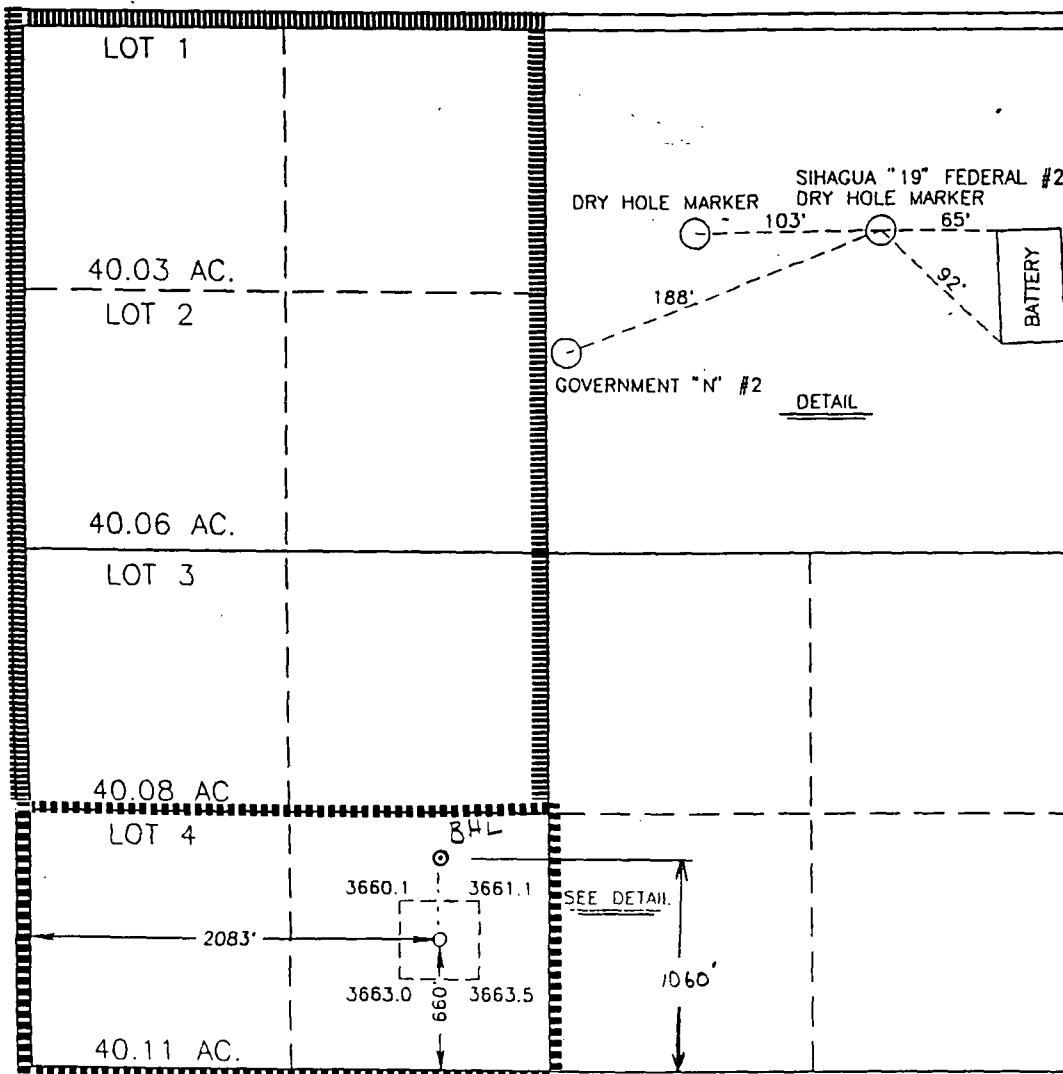 LOT 1
40.03 AC.
LOT 2
40.06 AC.
LOT 3
40.08 AC
LOT 4
40.11 AC.
SIHAGUA "19" FEDERAL #2
DRY HOLE MARKER
DRY HOLE MARKER
103'
65'
92'
188'
BATTERY
GOVERNMENT "N" #2
DETAIL
BHL
3660.1
3661.1
SEE DETAIL
2083'
3663.0
3663.5
660'
1060'